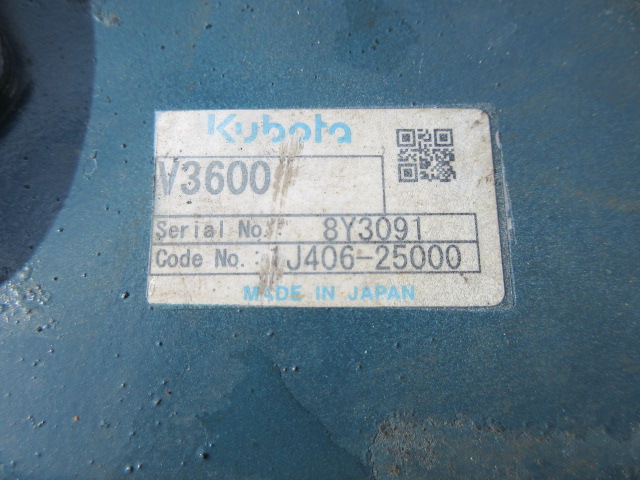 Kubota
V3600
Serial No. : 8Y3091
Code No. : 1J406-25000
MADE IN JAPAN